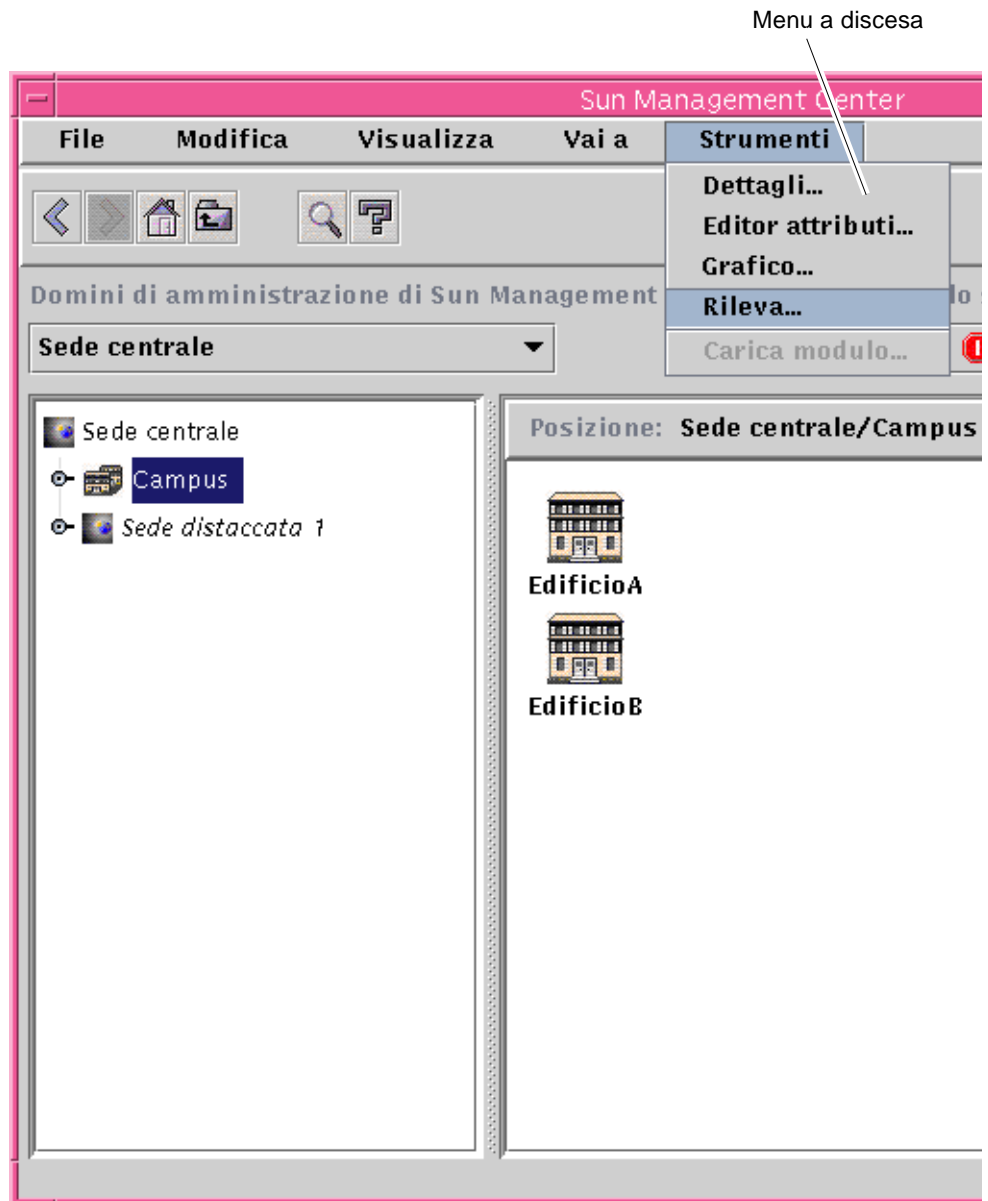 Menu a discesa
Sun Management Center
File Modifica Visualizza Vai a Strumenti
Dettagli...
Editor attributi...
Grafico...
Rileva...
Carica modulo...
Domini di amministrazione di Sun Management
Sede centrale
Sede centrale
Campus
Sede distaccata 1
Posizione: Sede centrale/Campus
EdificioA
EdificioB